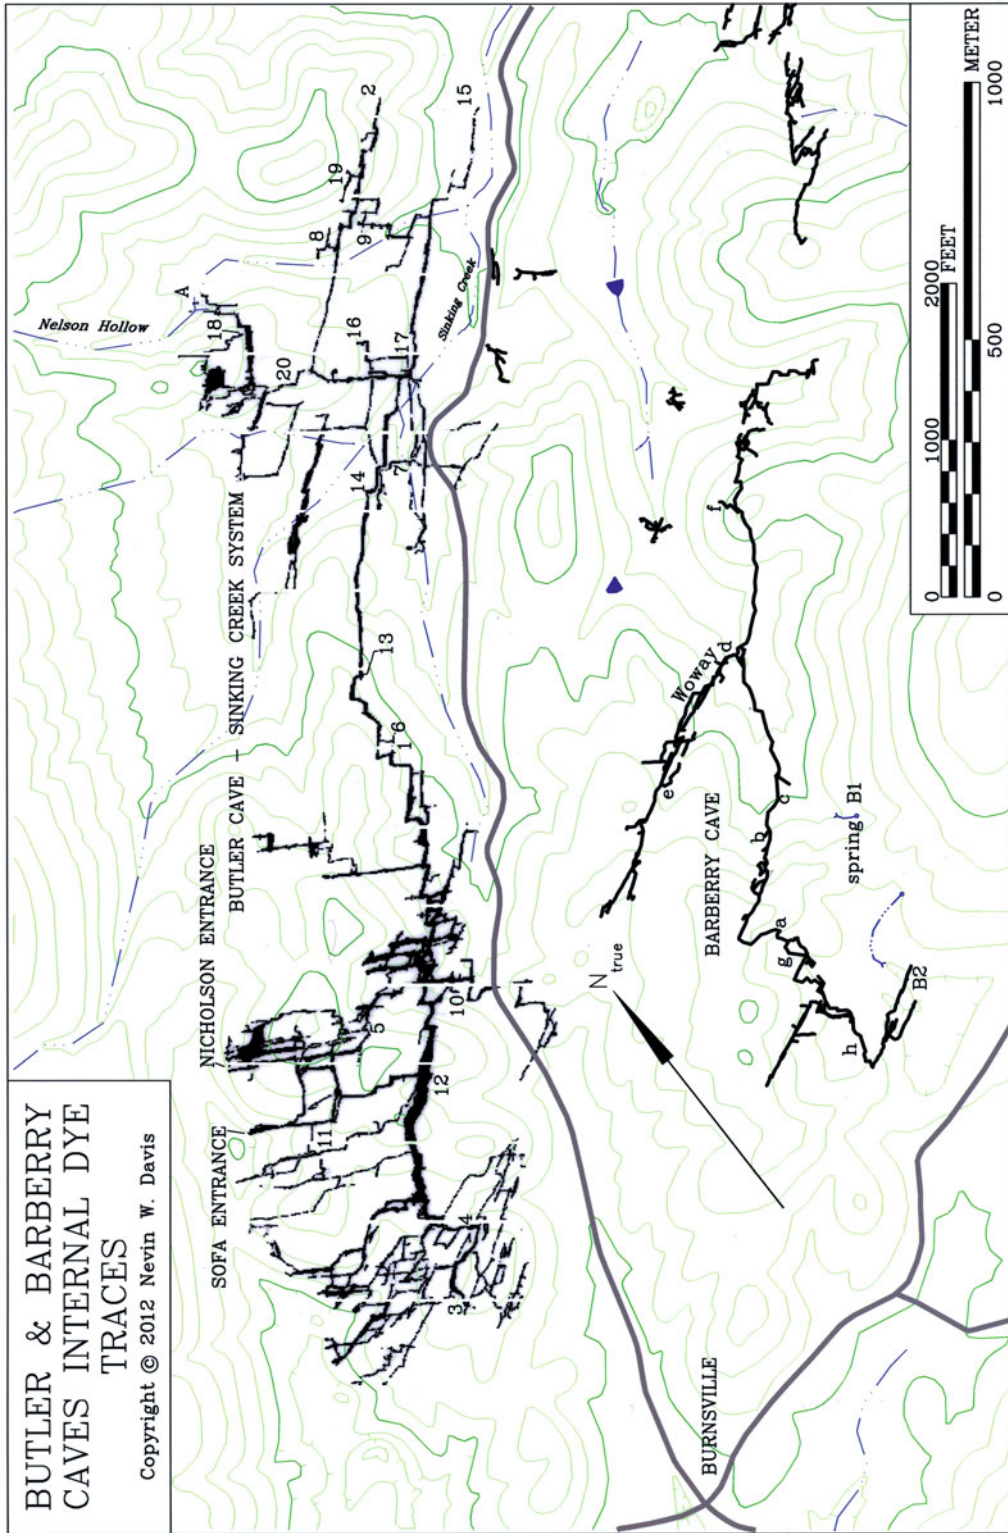 BUTLER & BARBERRY
CAVES INTERNAL DYE
TRACES
Copyright © 2012 Nevin W. Davis
SOFA ENTRANCE
NICHOLSON ENTRANCE
BUTLER CAVE - SINKING CREEK SYSTEM
Nelson Hollow
A
18
20
8
19
2
9
16
17
15
Sinking Creek
14
7
13
6
1
5
10
11
12
4
3
N true
BARBERRY CAVE
Woway
d
e
f
c
b
a
g
h
B2
spring
B1
BURNSVILLE
0 1000 2000
FEET
METER
0 500 1000